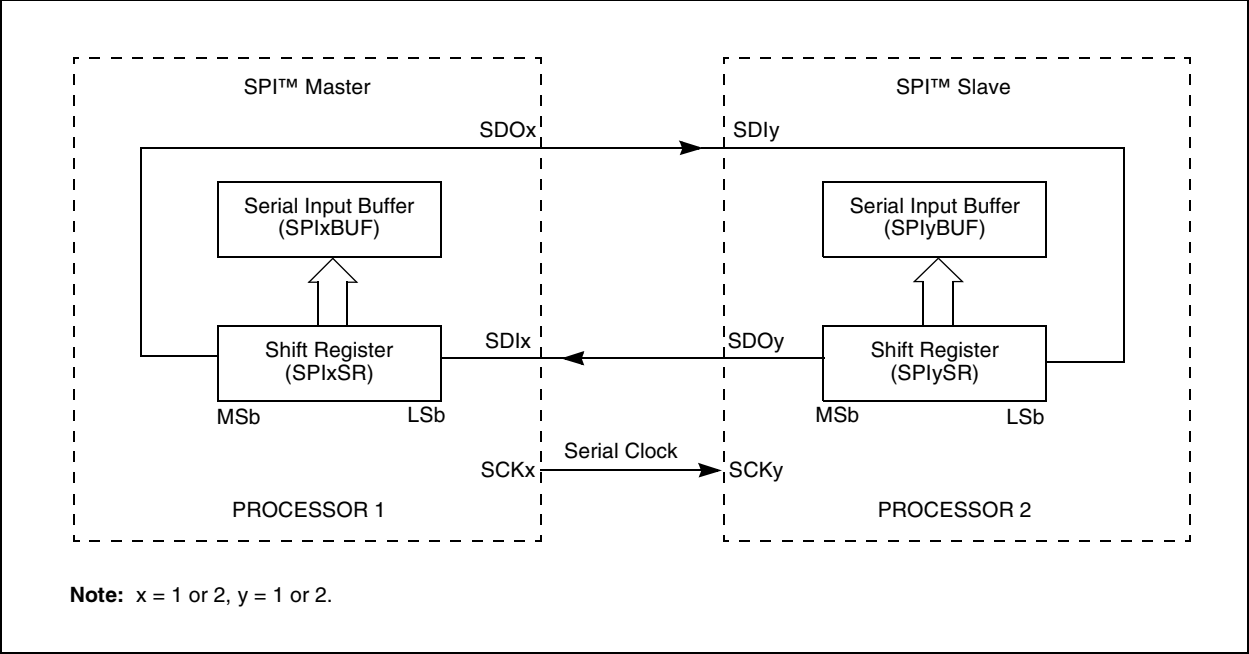 SPI™ Master
SPI™ Slave
SDOx
SDIy
Serial Input Buffer
(SPIxBUF)
Serial Input Buffer
(SPIyBUF)
SDIx
SDOy
Shift Register
(SPIxSR)
Shift Register
(SPIySR)
MSb
LSb
MSb
LSb
Serial Clock
SCKx
SCKy
PROCESSOR 1
PROCESSOR 2
Note: x = 1 or 2, y = 1 or 2.